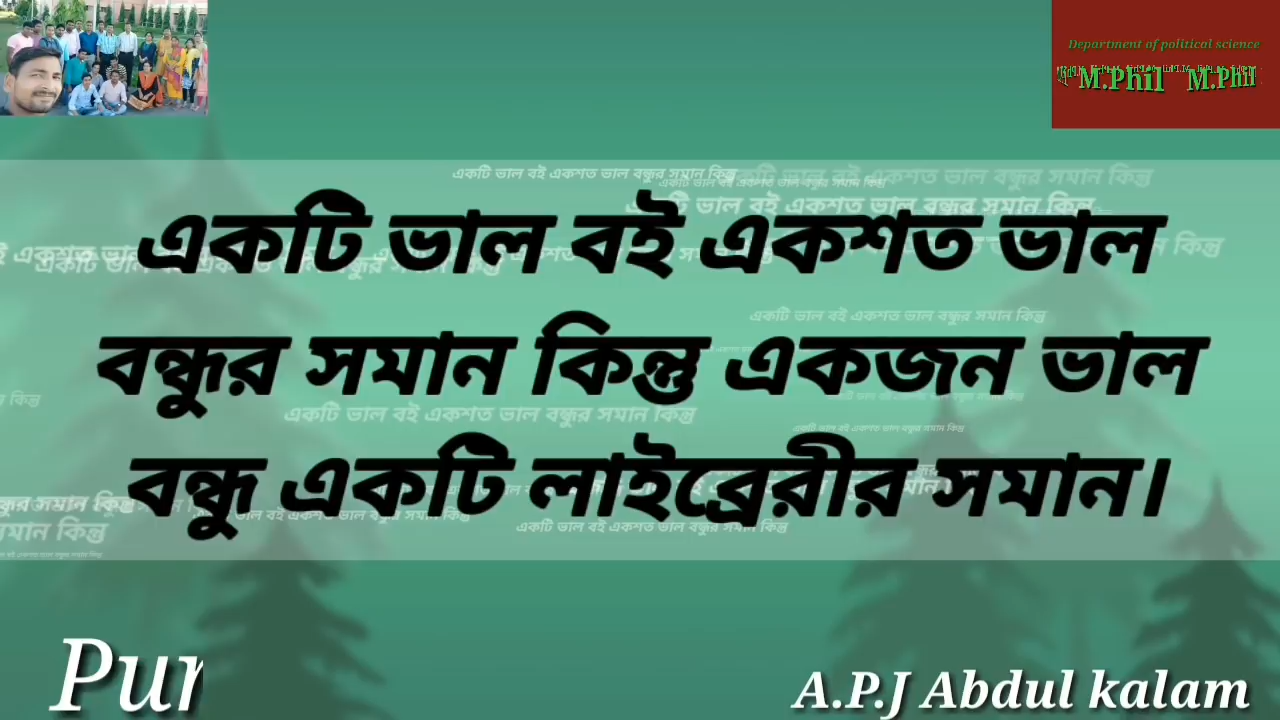 Department of political science
M.Phil M.Phil
একটি ভাল বই একশত ভাল
বন্ধুর সমান কিন্তু একজন ভাল
বন্ধু একটি লাইব্রেরীর সমান।
Pur
A.P.J Abdul kalam